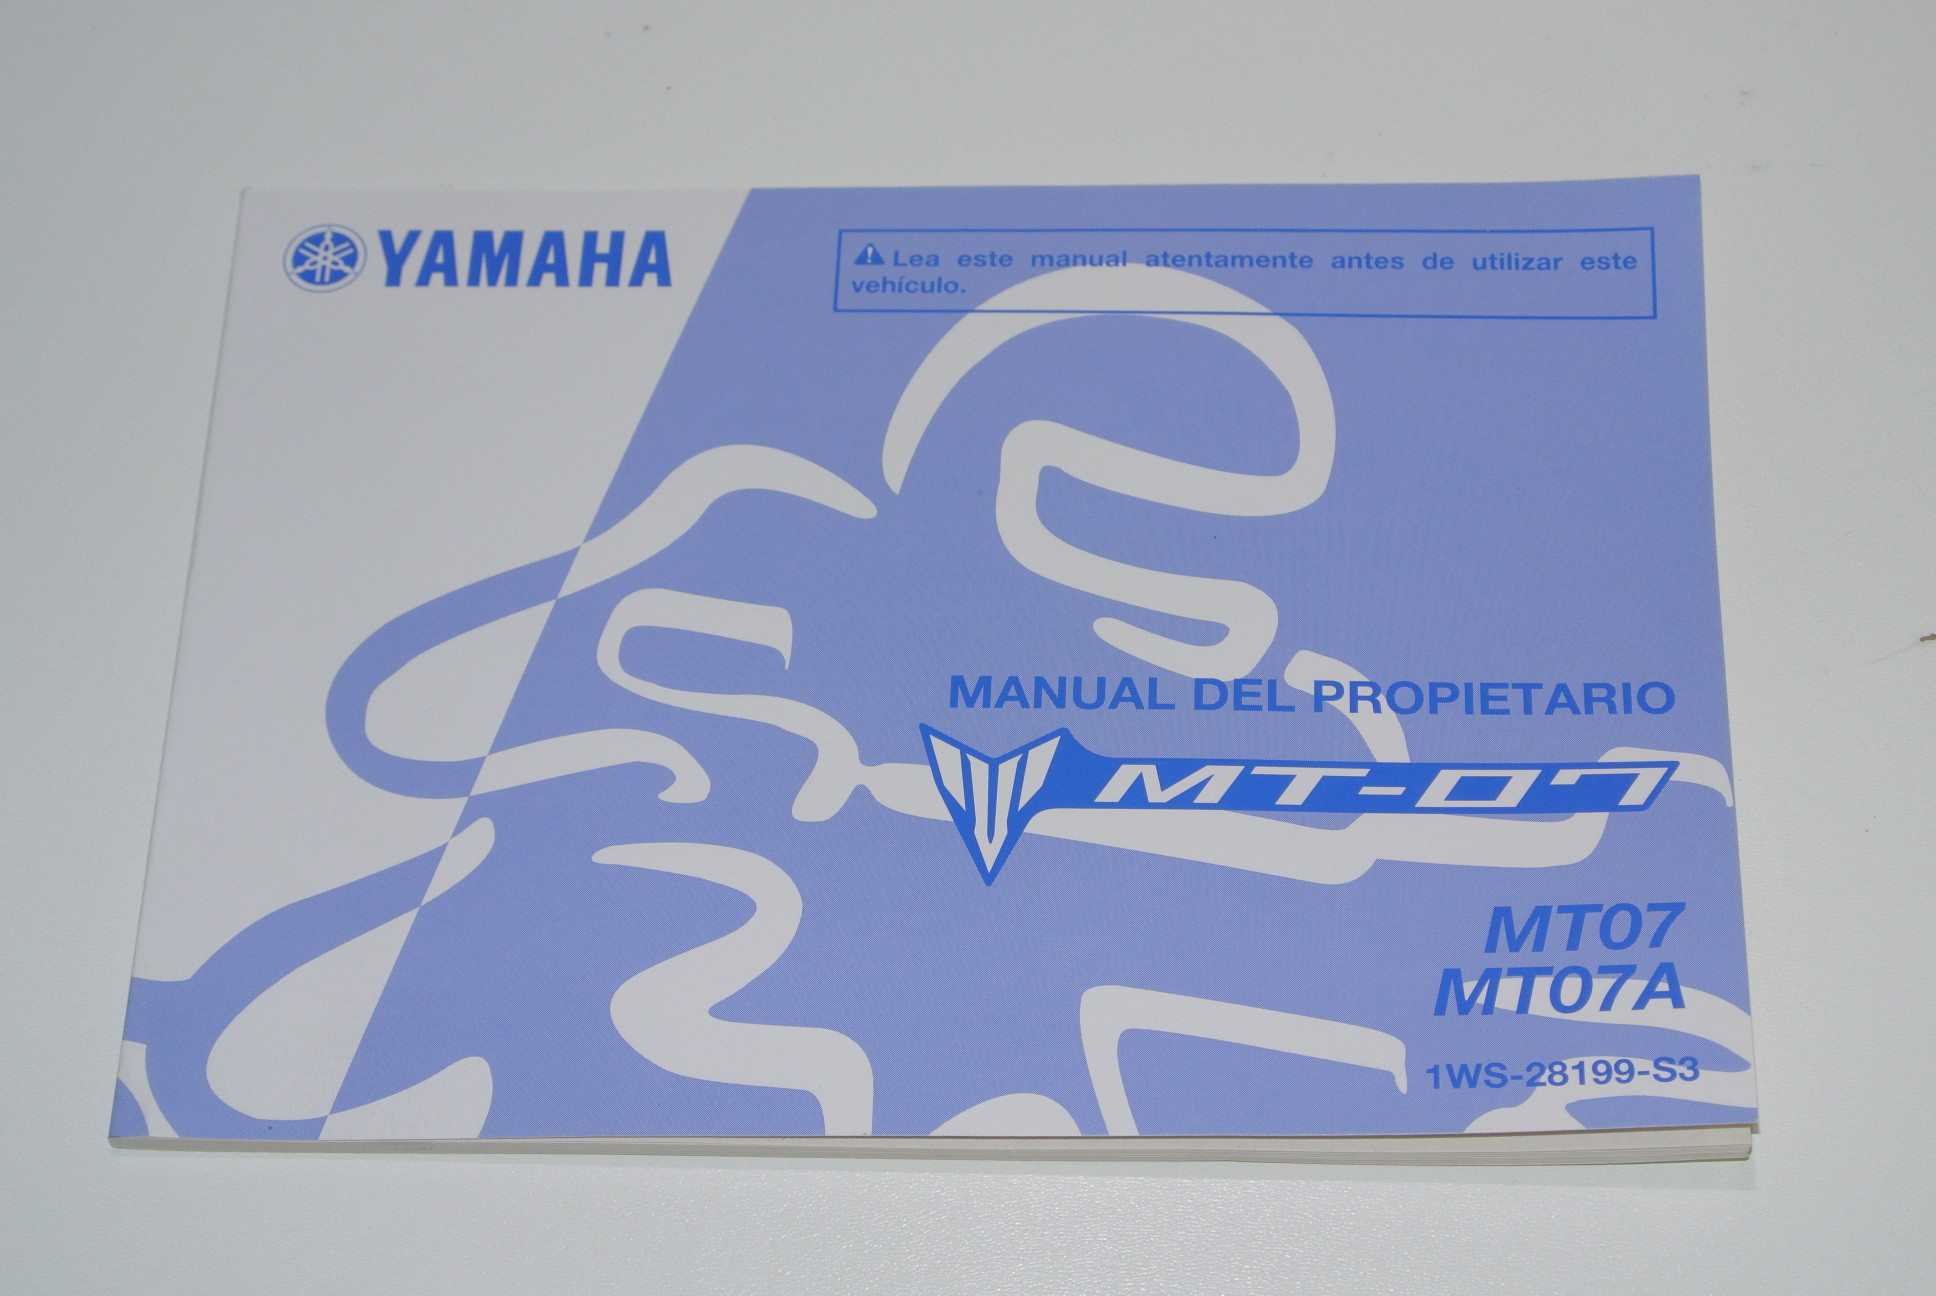 YAMAHA
Lea este manual atentamente antes de utilizar este
vehículo.
MANUAL DEL PROPIETARIO
MT-07
MT07
MT07A
1WS-28199-S3